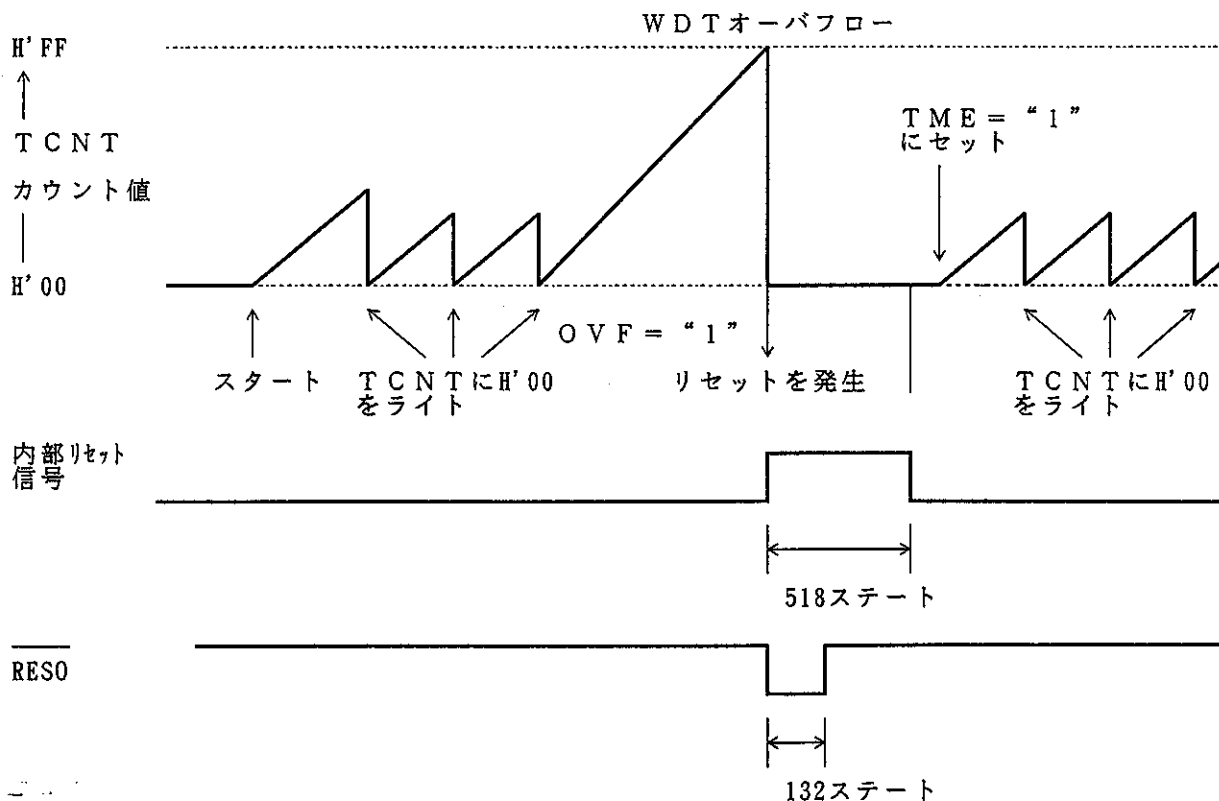 WDTオーバフロー
H'FF
TCNT
カウント値
H'00
TME=“1”
にセット
OVF=“1”
スタート
TCNTにH'00
をライト
リセットを発生
TCNTにH'00
をライト
内部リセット
信号
518ステート
RESO
132ステート